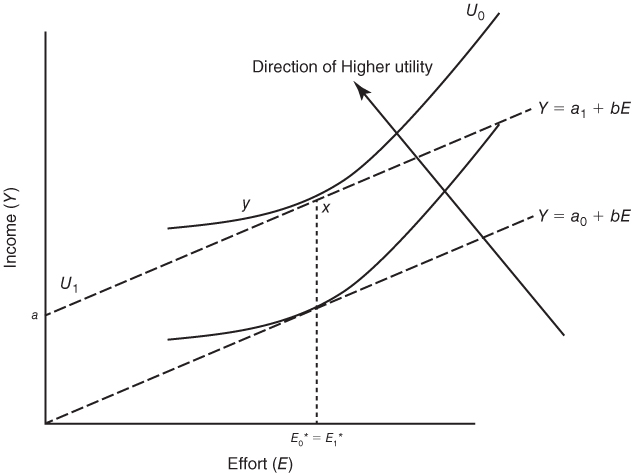 U₀
Direction of Higher utility
Y = a₁ + bE
y
x
Y = a₀ + bE
Income (Y)
U₁
a
E₀* = E₁*
Effort (E)